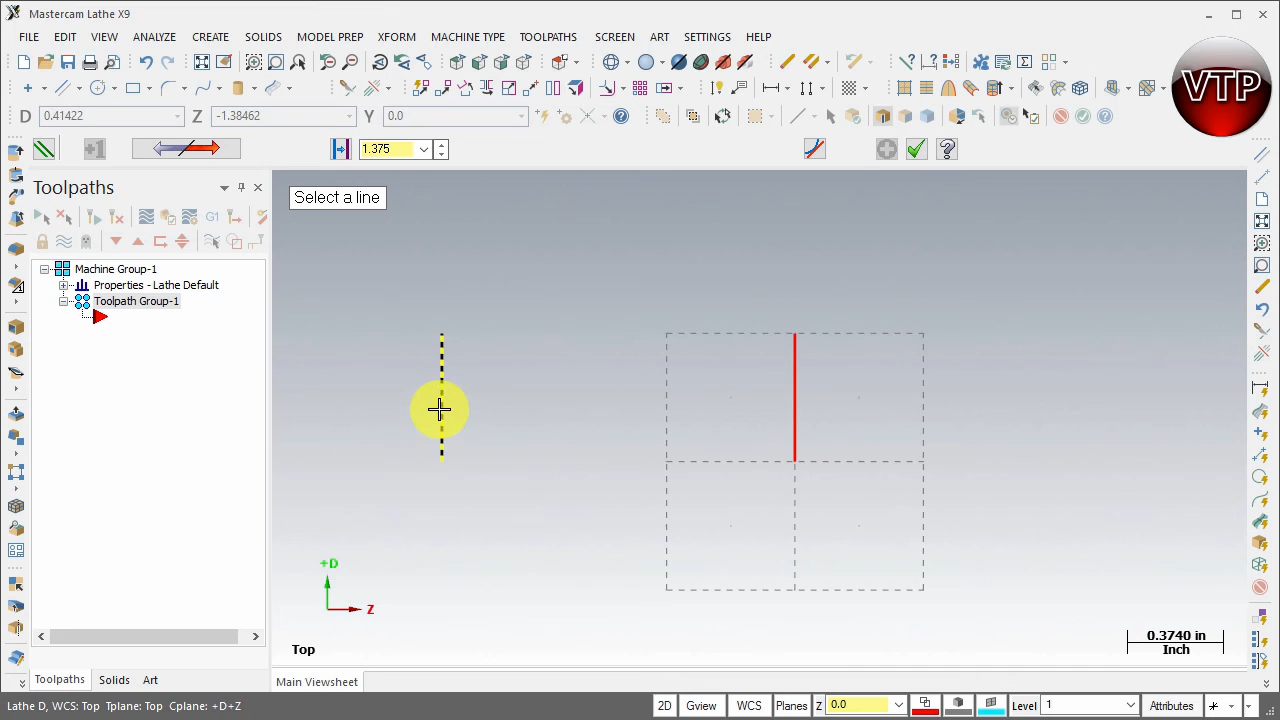 Mastercam Lathe X9
FILE EDIT VIEW ANALYZE CREATE SOLIDS MODEL PREP XFORM MACHINE TYPE TOOLPATHS SCREEN ART SETTINGS HELP
VTP
D 0.41422 Z -1.38462 Y 0.0
+1 1.375
Toolpaths
Select a line
G1
Machine Group-1
Properties - Lathe Default
Toolpath Group-1
+D
Z
Top
0.3740 in
Inch
Toolpaths Solids Art
Main Viewsheet
Lathe D, WCS: Top Tplane: Top Cplane: +D+Z
2D Gview WCS Planes Z 0.0 Level 1 Attributes